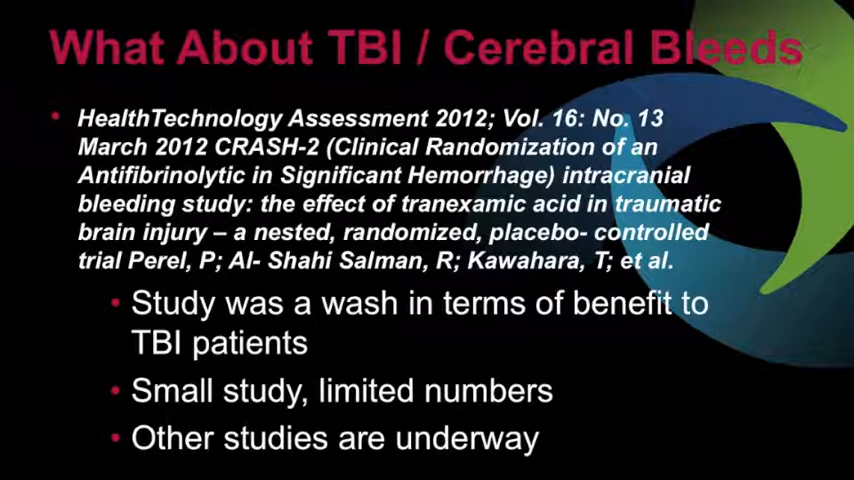 What About TBI / Cerebral Bleeds
• HealthTechnology Assessment 2012; Vol. 16: No. 13
March 2012 CRASH-2 (Clinical Randomization of an
Antifibrinolytic in Significant Hemorrhage) intracranial
bleeding study: the effect of tranexamic acid in traumatic
brain injury – a nested, randomized, placebo- controlled
trial Perel, P; Al- Shahi Salman, R; Kawahara, T; et al.
• Study was a wash in terms of benefit to
TBI patients
• Small study, limited numbers
• Other studies are underway